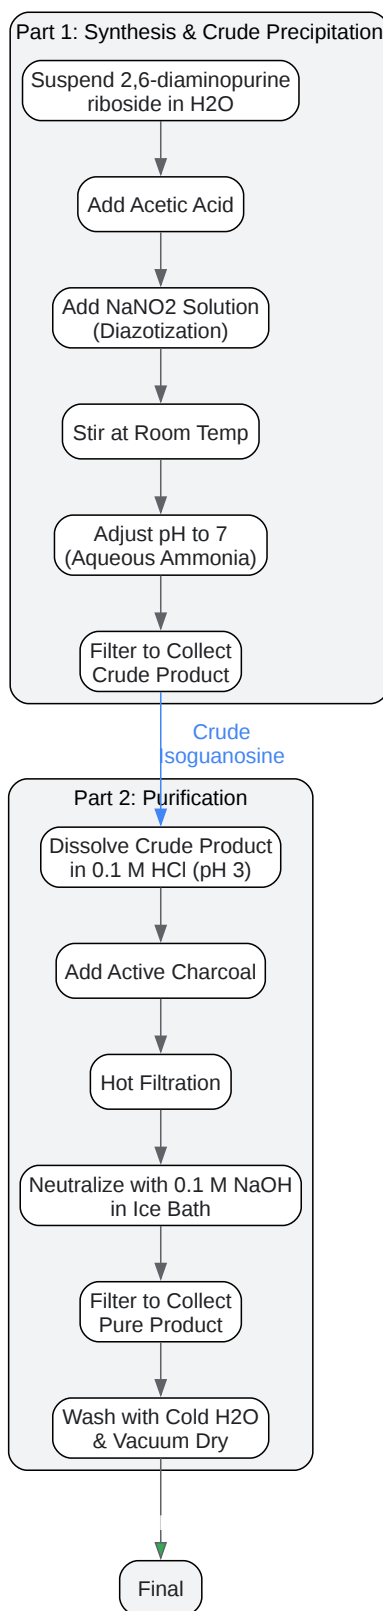 Part 1: Synthesis & Crude Precipitation
Suspend 2,6-diaminopurine
riboside in H2O
Add Acetic Acid
Add NaNO2 Solution
(Diazotization)
Stir at Room Temp
Adjust pH to 7
(Aqueous Ammonia)
Filter to Collect
Crude Product
Crude
Isoguanosine
Part 2: Purification
Dissolve Crude Product
in 0.1 M HCl (pH 3)
Add Active Charcoal
Hot Filtration
Neutralize with 0.1 M NaOH
in Ice Bath
Filter to Collect
Pure Product
Wash with Cold H2O
& Vacuum Dry
Final